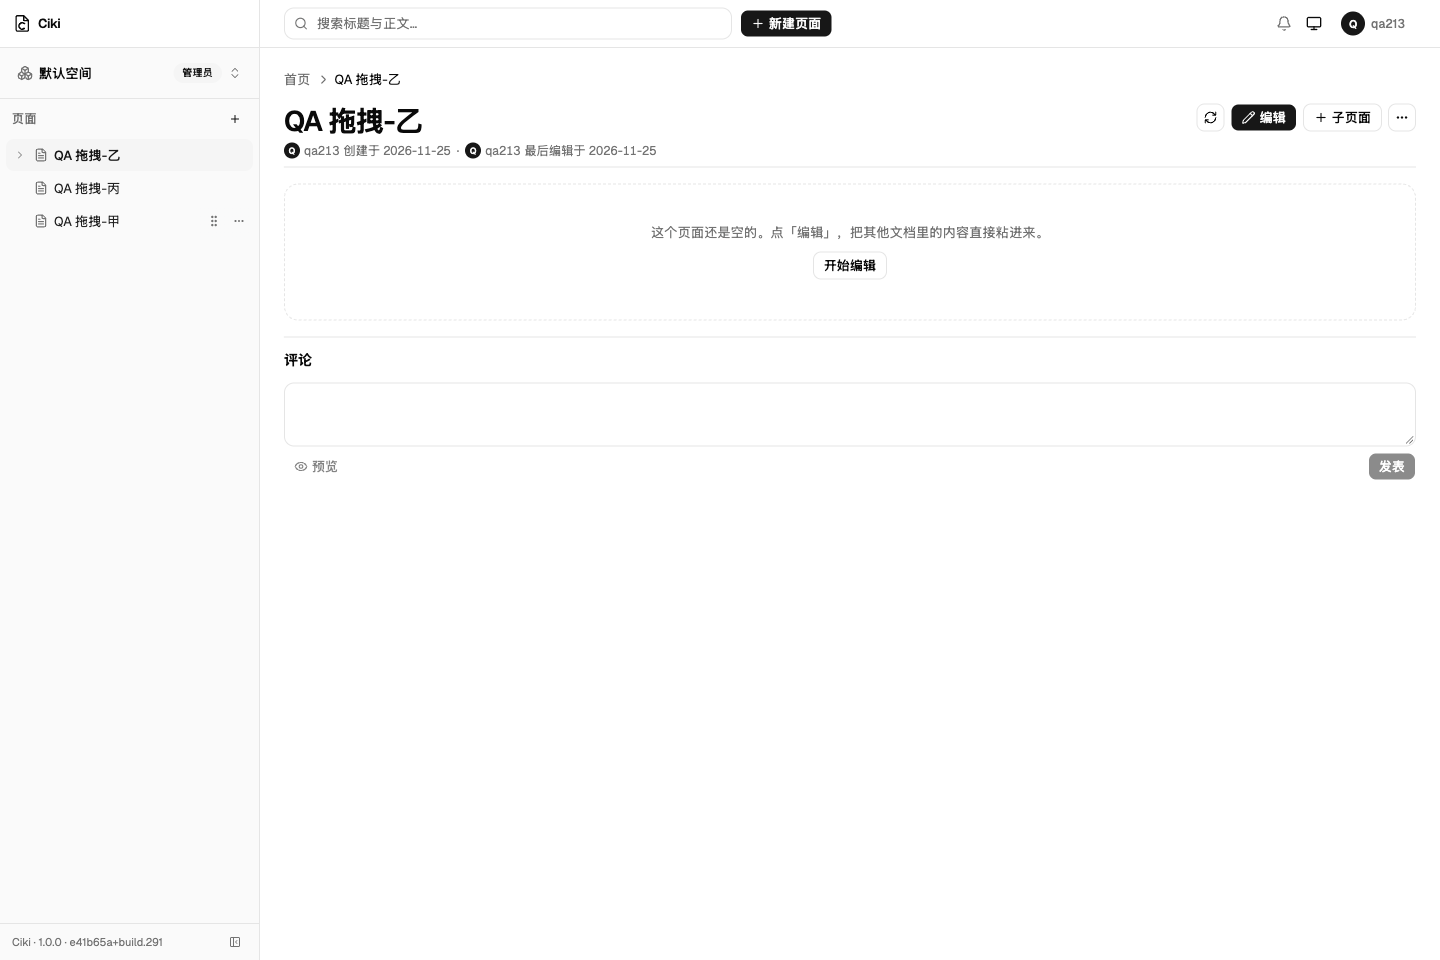 Ciki
搜索标题与正文…
新建页面
Q qa213
默认空间 管理员
页面
QA 拖拽-乙
QA 拖拽-丙
QA 拖拽-甲
首页 QA 拖拽-乙
QA 拖拽-乙
编辑 子页面
Q qa213 创建于 2026-11-25 · Q qa213 最后编辑于 2026-11-25
这个页面还是空的。点「编辑」，把其他文档里的内容直接粘进来。
开始编辑
评论
预览 发表
Ciki · 1.0.0 · e41b65a+build.291